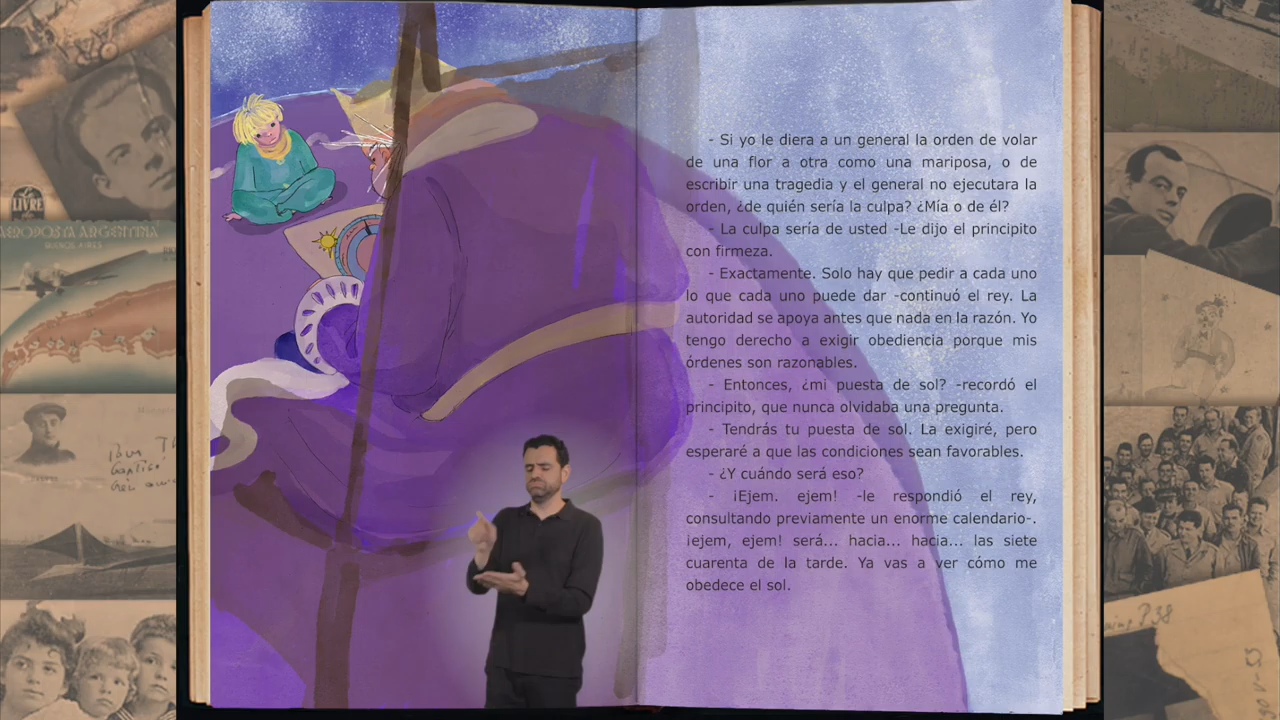 LIVRE
AEROPOSTA ARGENTINA
BUENOS AIRES
- Si yo le diera a un general la orden de volar
de una flor a otra como una mariposa, o de
escribir una tragedia y el general no ejecutara la
orden, ¿de quién sería la culpa? ¿Mía o de él?
- La culpa sería de usted -Le dijo el principito
con firmeza.
- Exactamente. Solo hay que pedir a cada uno
lo que cada uno puede dar -continuó el rey. La
autoridad se apoya antes que nada en la razón. Yo
tengo derecho a exigir obediencia porque mis
órdenes son razonables.
- Entonces, ¿mi puesta de sol? -recordó el
principito, que nunca olvidaba una pregunta.
- Tendrás tu puesta de sol. La exigiré, pero
esperaré a que las condiciones sean favorables.
- ¿Y cuándo será eso?
- ¡Ejem. ejem! -le respondió el rey,
consultando previamente un enorme calendario-.
¡ejem, ejem! será... hacia... hacia... las siete
cuarenta de la tarde. Ya vas a ver cómo me
obedece el sol.
P38